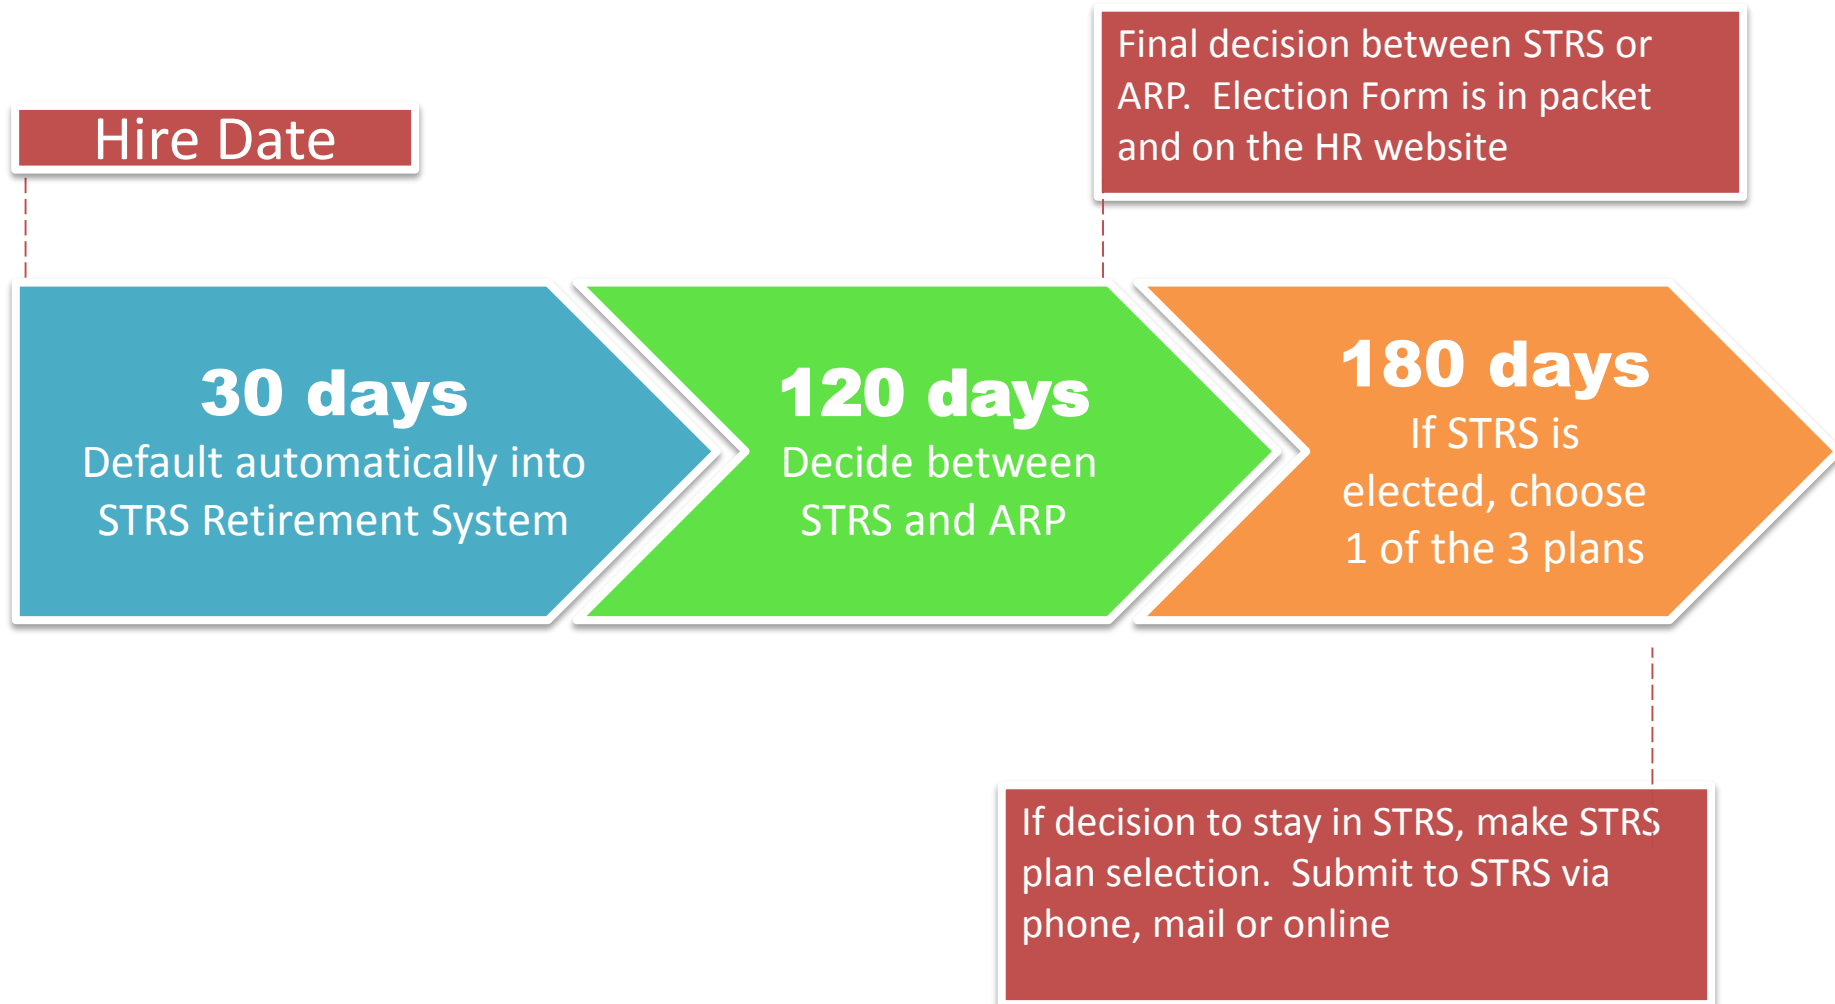 Hire Date
Final decision between STRS or
ARP.  Election Form is in packet
and on the HR website
30 days
Default automatically into
STRS Retirement System
120 days
Decide between
STRS and ARP
180 days
If STRS is
elected, choose
1 of the 3 plans
If decision to stay in STRS, make STRS
plan selection.  Submit to STRS via
phone, mail or online